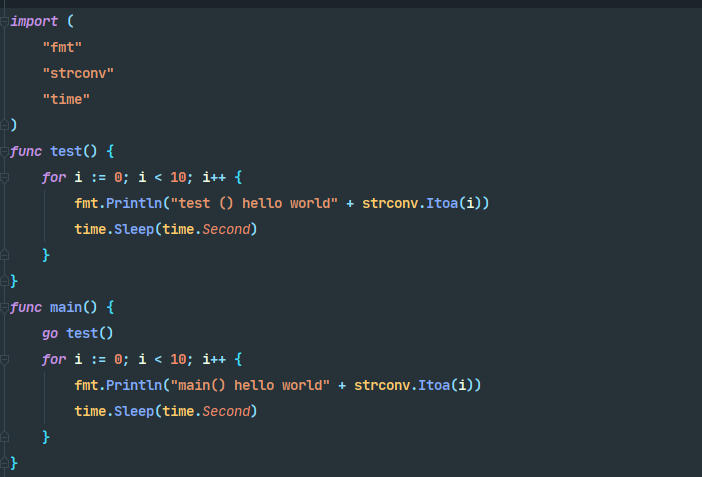 import (
    "fmt"
    "strconv"
    "time"
)
func test() {
    for i := 0; i < 10; i++ {
        fmt.Println("test () hello world" + strconv.Itoa(i))
        time.Sleep(time.Second)
    }
}
func main() {
    go test()
    for i := 0; i < 10; i++ {
        fmt.Println("main() hello world" + strconv.Itoa(i))
        time.Sleep(time.Second)
    }
}